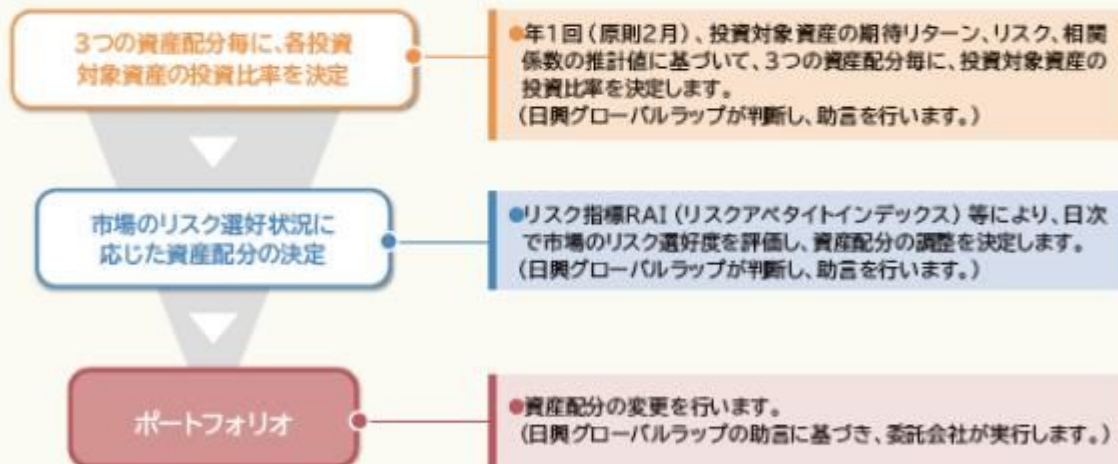 3つの資産配分毎に、各投資
対象資産の投資比率を決定
●年1回(原則2月)、投資対象資産の期待リターン、リスク、相関
係数の推計値に基づいて、3つの資産配分毎に、投資対象資産の
投資比率を決定します。
(日興グローバルラップが判断し、助言を行います。)
市場のリスク選好状況に
応じた資産配分の決定
●リスク指標RAI(リスクアペタイトインデックス)等により、日次
で市場のリスク選好度を評価し、資産配分の調整を決定します。
(日興グローバルラップが判断し、助言を行います。)
ポートフォリオ
●資産配分の変更を行います。
(日興グローバルラップの助言に基づき、委託会社が実行します。)